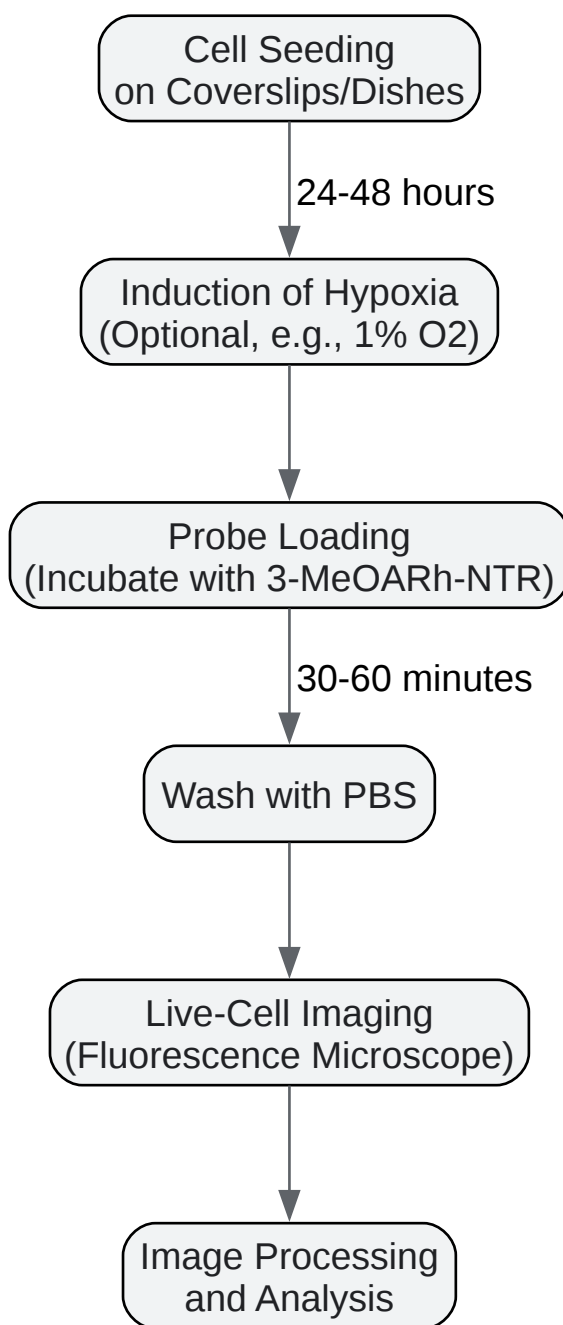 Cell Seeding
on Coverslips/Dishes
24-48 hours
Induction of Hypoxia
(Optional, e.g., 1% O2)
Probe Loading
(Incubate with 3-MeOARh-NTR)
30-60 minutes
Wash with PBS
Live-Cell Imaging
(Fluorescence Microscope)
Image Processing
and Analysis